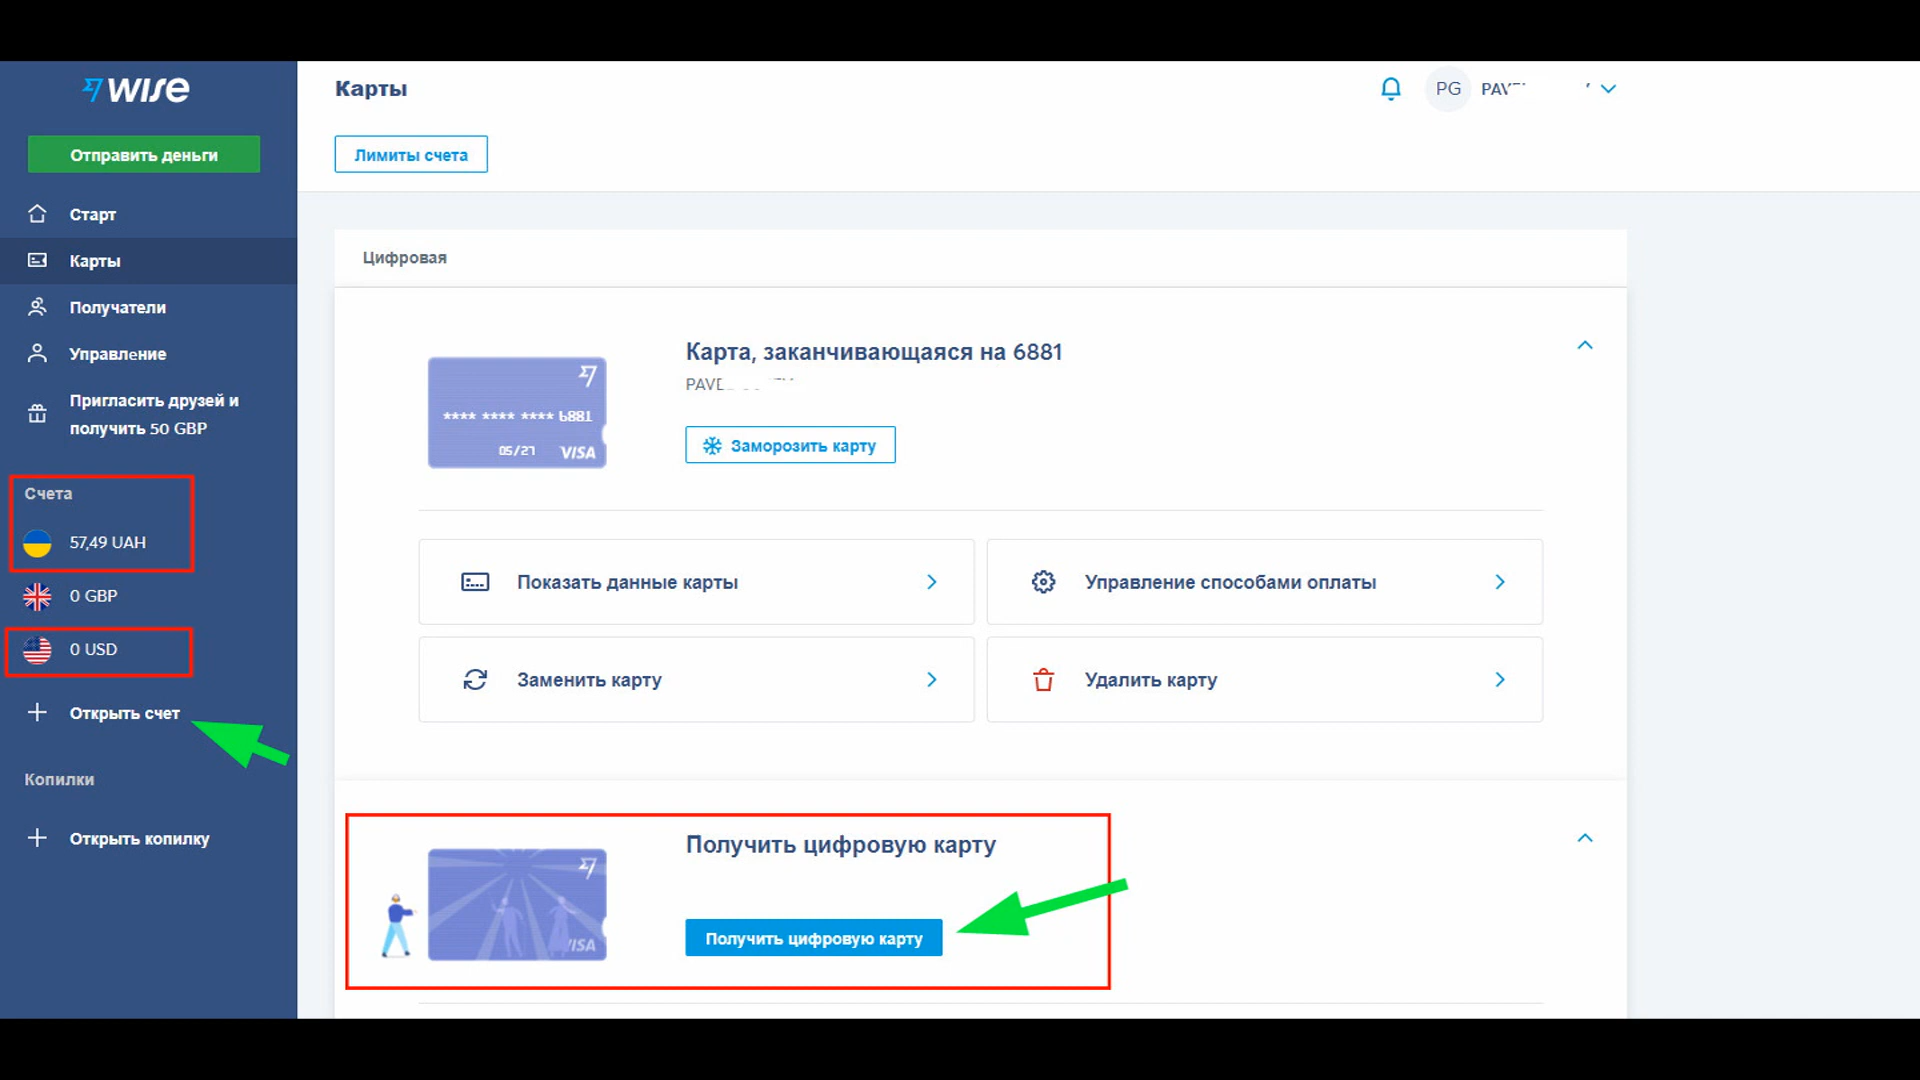 wise
Отправить деньги
Старт
Карты
Получатели
Управление
Пригласить друзей и
получить 50 GBP
Счета
57,49 UAH
0 GBP
0 USD
Открыть счет
Копилки
Открыть копилку
Карты
PG
Лимиты счета
Цифровая
Карта, заканчивающаяся на 6881
**** **** **** 6881
05/27 VISA
Заморозить карту
Показать данные карты
Управление способами оплаты
Заменить карту
Удалить карту
Получить цифровую карту
VISA
Получить цифровую карту